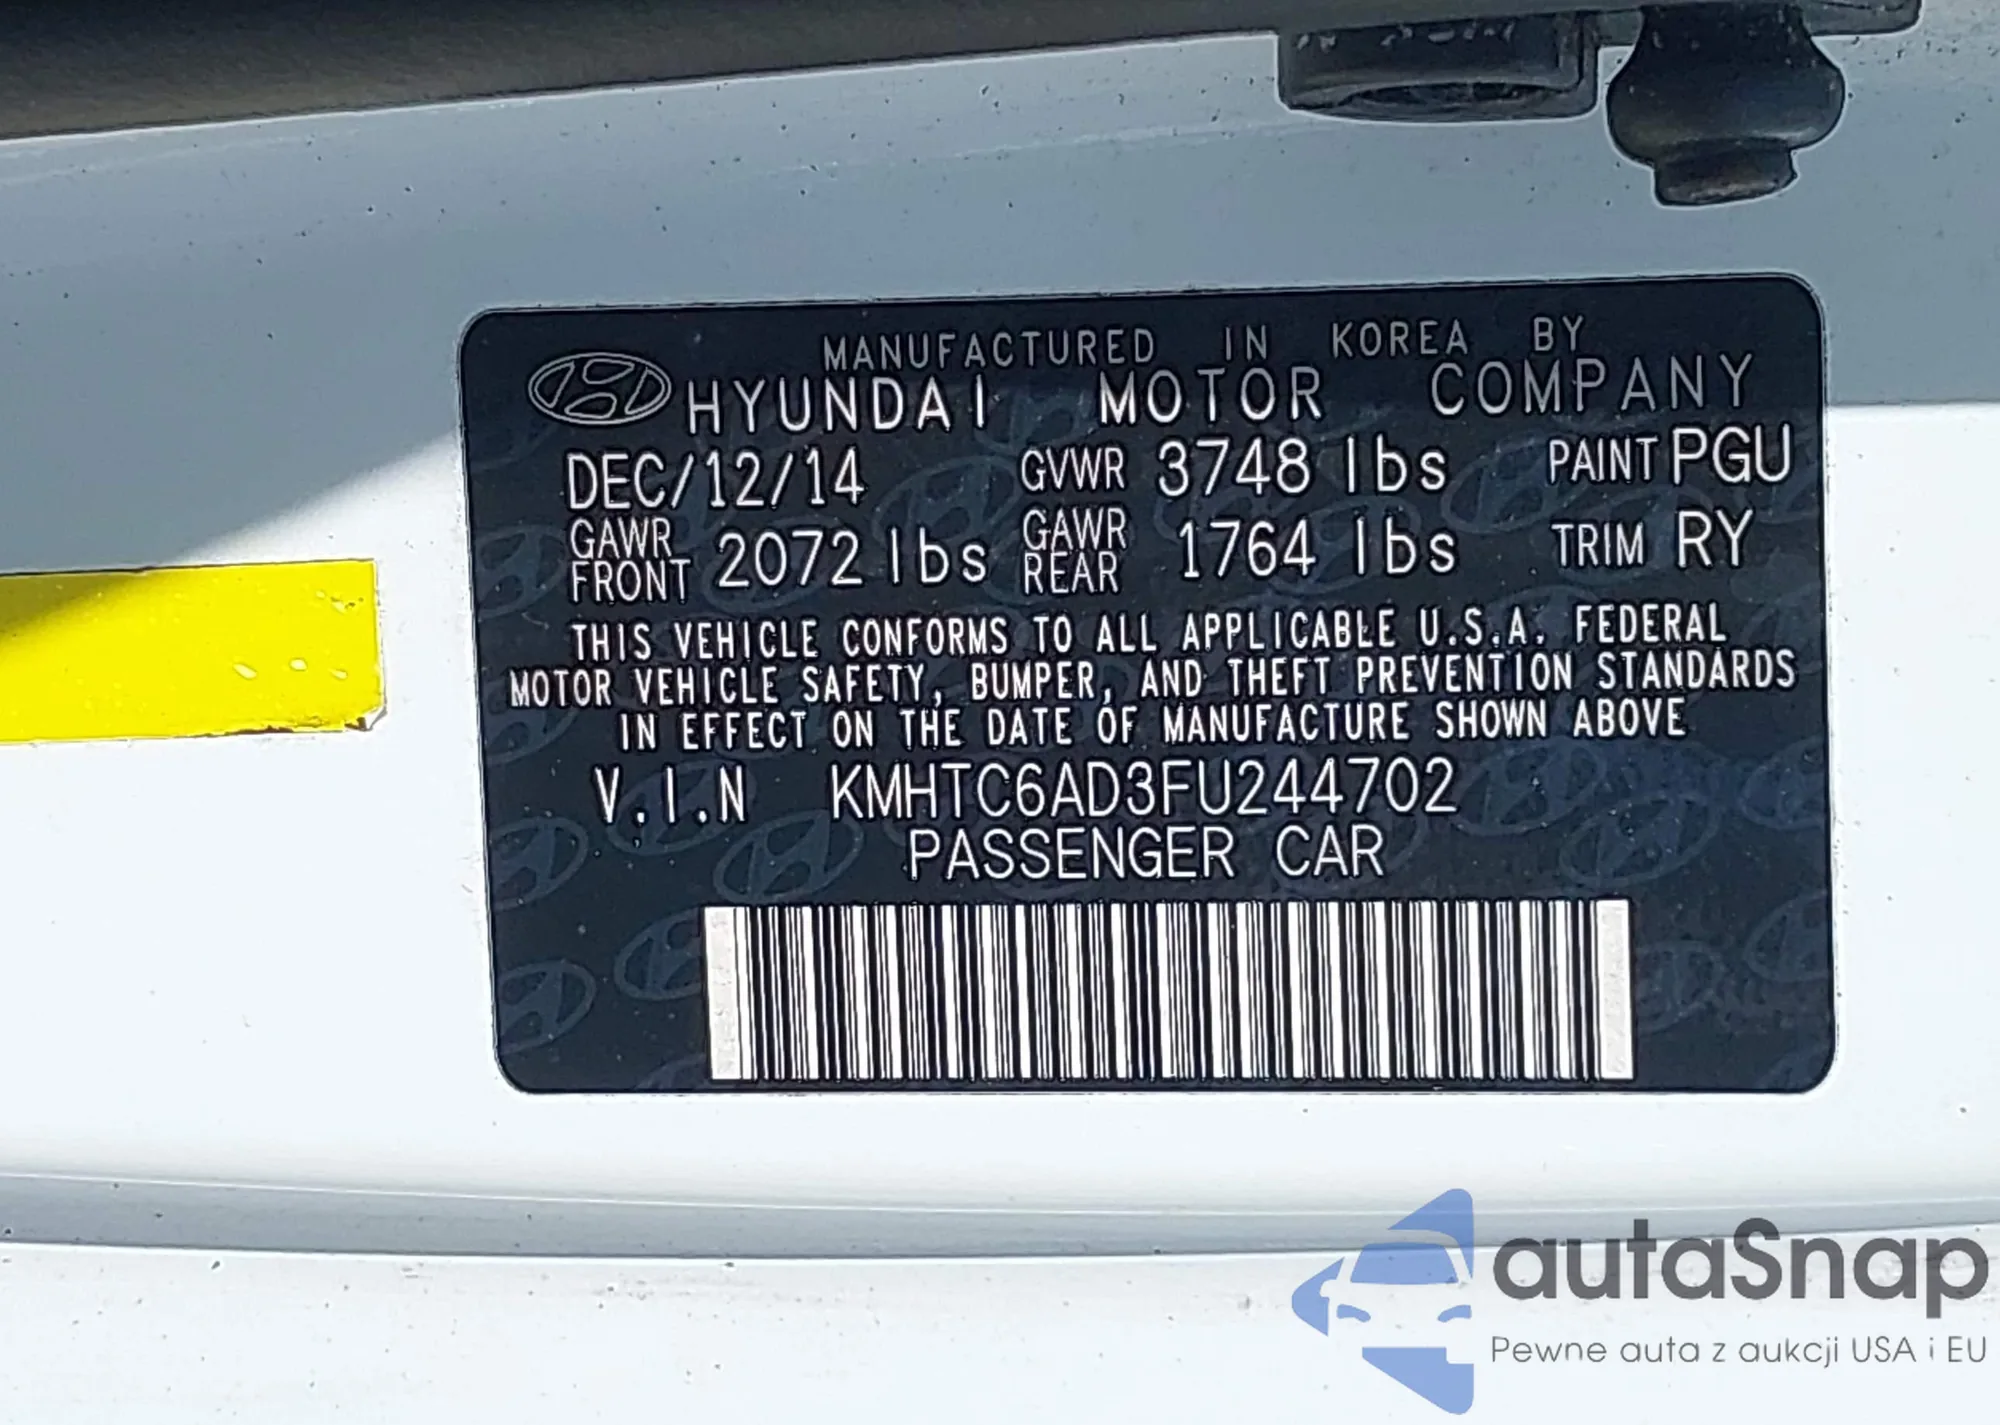 MANUFACTURED IN KOREA BY
HYUNDAI MOTOR COMPANY
DEC/12/14 GVWR 3748 lbs PAINT PGU
GAWR FRONT 2072 lbs GAWR REAR 1764 lbs TRIM RY
THIS VEHICLE CONFORMS TO ALL APPLICABLE U.S.A. FEDERAL
MOTOR VEHICLE SAFETY, BUMPER, AND THEFT PREVENTION STANDARDS
IN EFFECT ON THE DATE OF MANUFACTURE SHOWN ABOVE
V.I.N KMHTC6AD3FU244702
PASSENGER CAR
autaSnap
Pewne auta z aukcji USA i EU